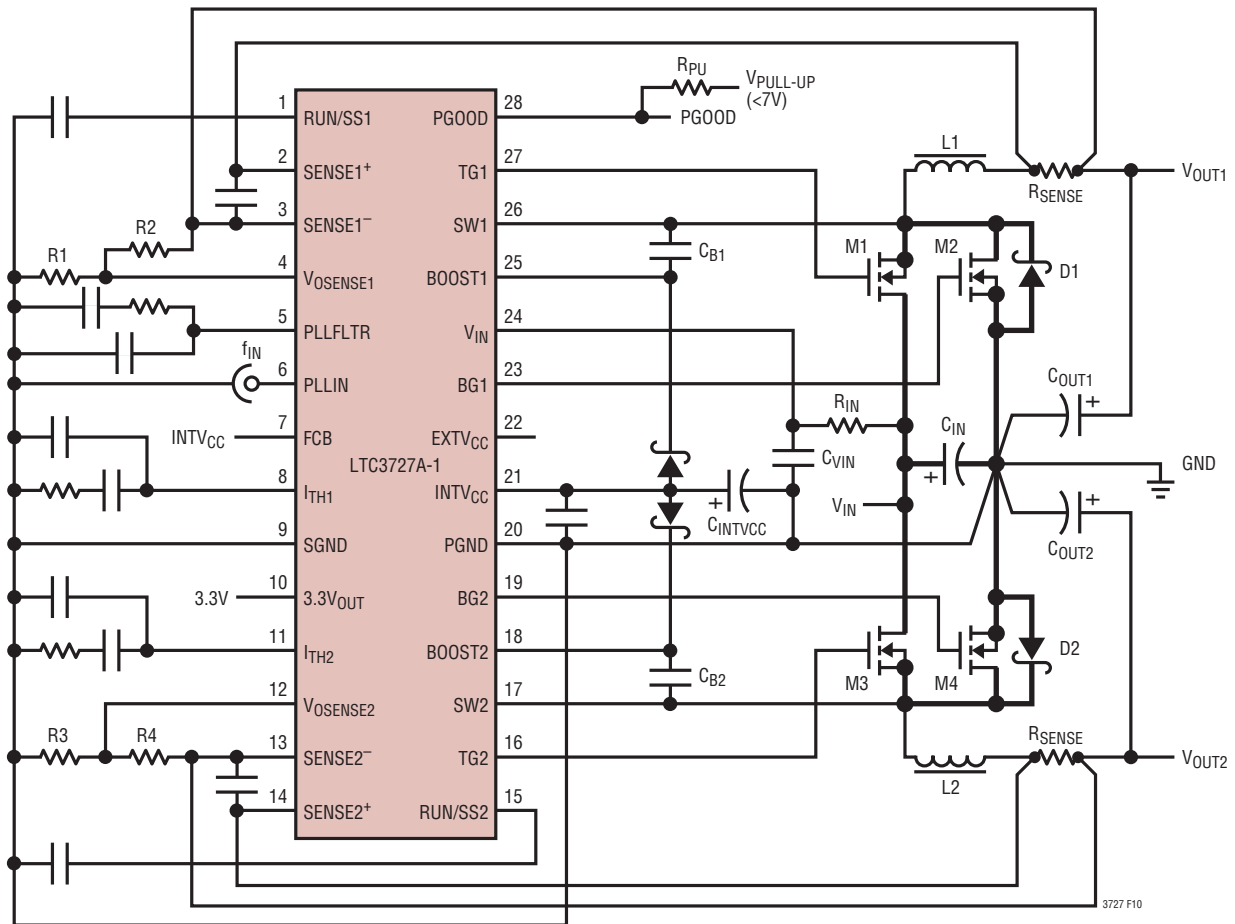 R_PU
V_PULL-UP
(<7V)
PGOOD
1
RUN/SS1
PGOOD
28
2
SENSE1+
TG1
27
L1
R_SENSE
V_OUT1
3
SENSE1–
SW1
26
R2
R1
C_B1
M1
M2
D1
4
V_OSENSE1
BOOST1
25
5
PLLFLTR
V_IN
24
f_IN
6
PLLIN
BG1
23
R_IN
C_IN
C_OUT1
INTV_CC
7
FCB
EXTV_CC
22
LTC3727A-1
C_VIN
GND
8
I_TH1
INTV_CC
21
C_INTVCC
V_IN
9
SGND
PGND
20
C_OUT2
3.3V
10
3.3V_OUT
BG2
19
11
I_TH2
BOOST2
18
D2
M3
M4
C_B2
12
V_OSENSE2
SW2
17
R3
R4
13
SENSE2–
TG2
16
R_SENSE
V_OUT2
L2
14
SENSE2+
RUN/SS2
15
3727 F10